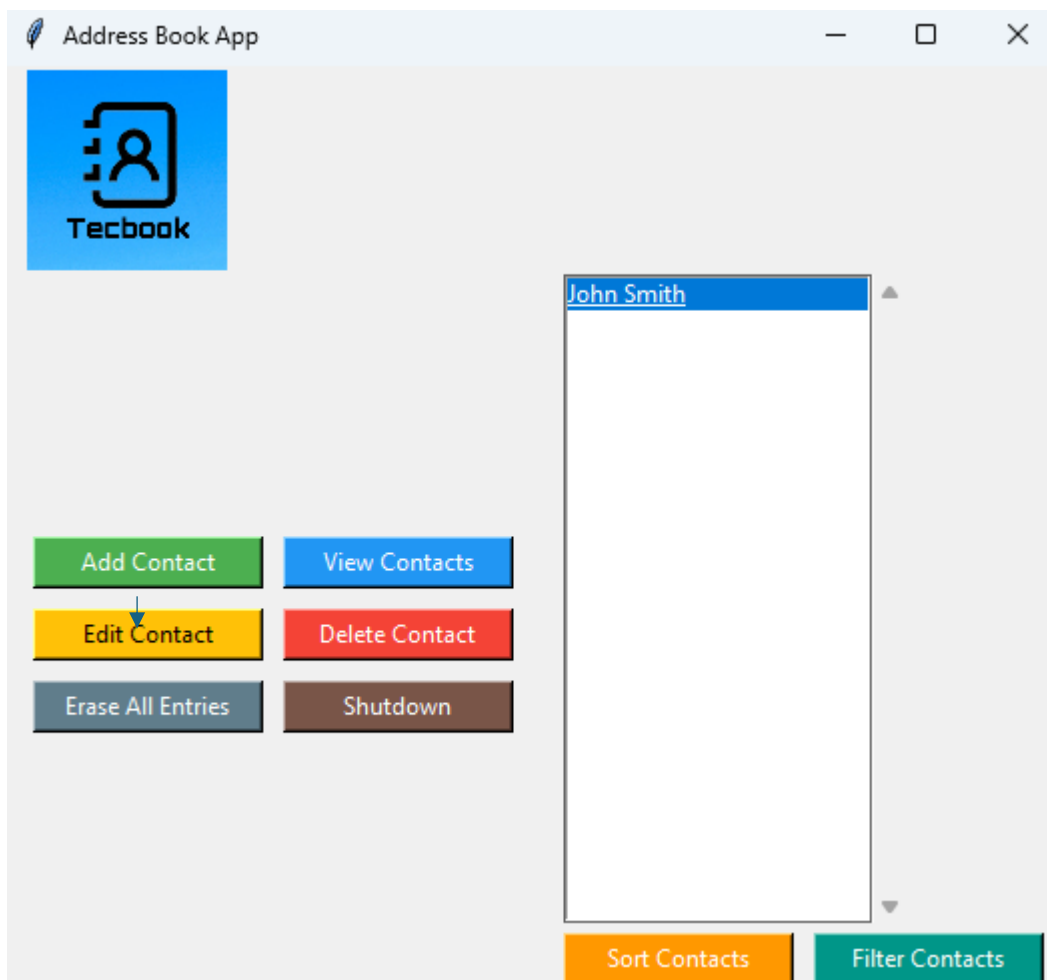 Address Book App
Tecbook
John Smith
Add Contact
View Contacts
Edit Contact
Delete Contact
Erase All Entries
Shutdown
Sort Contacts
Filter Contacts